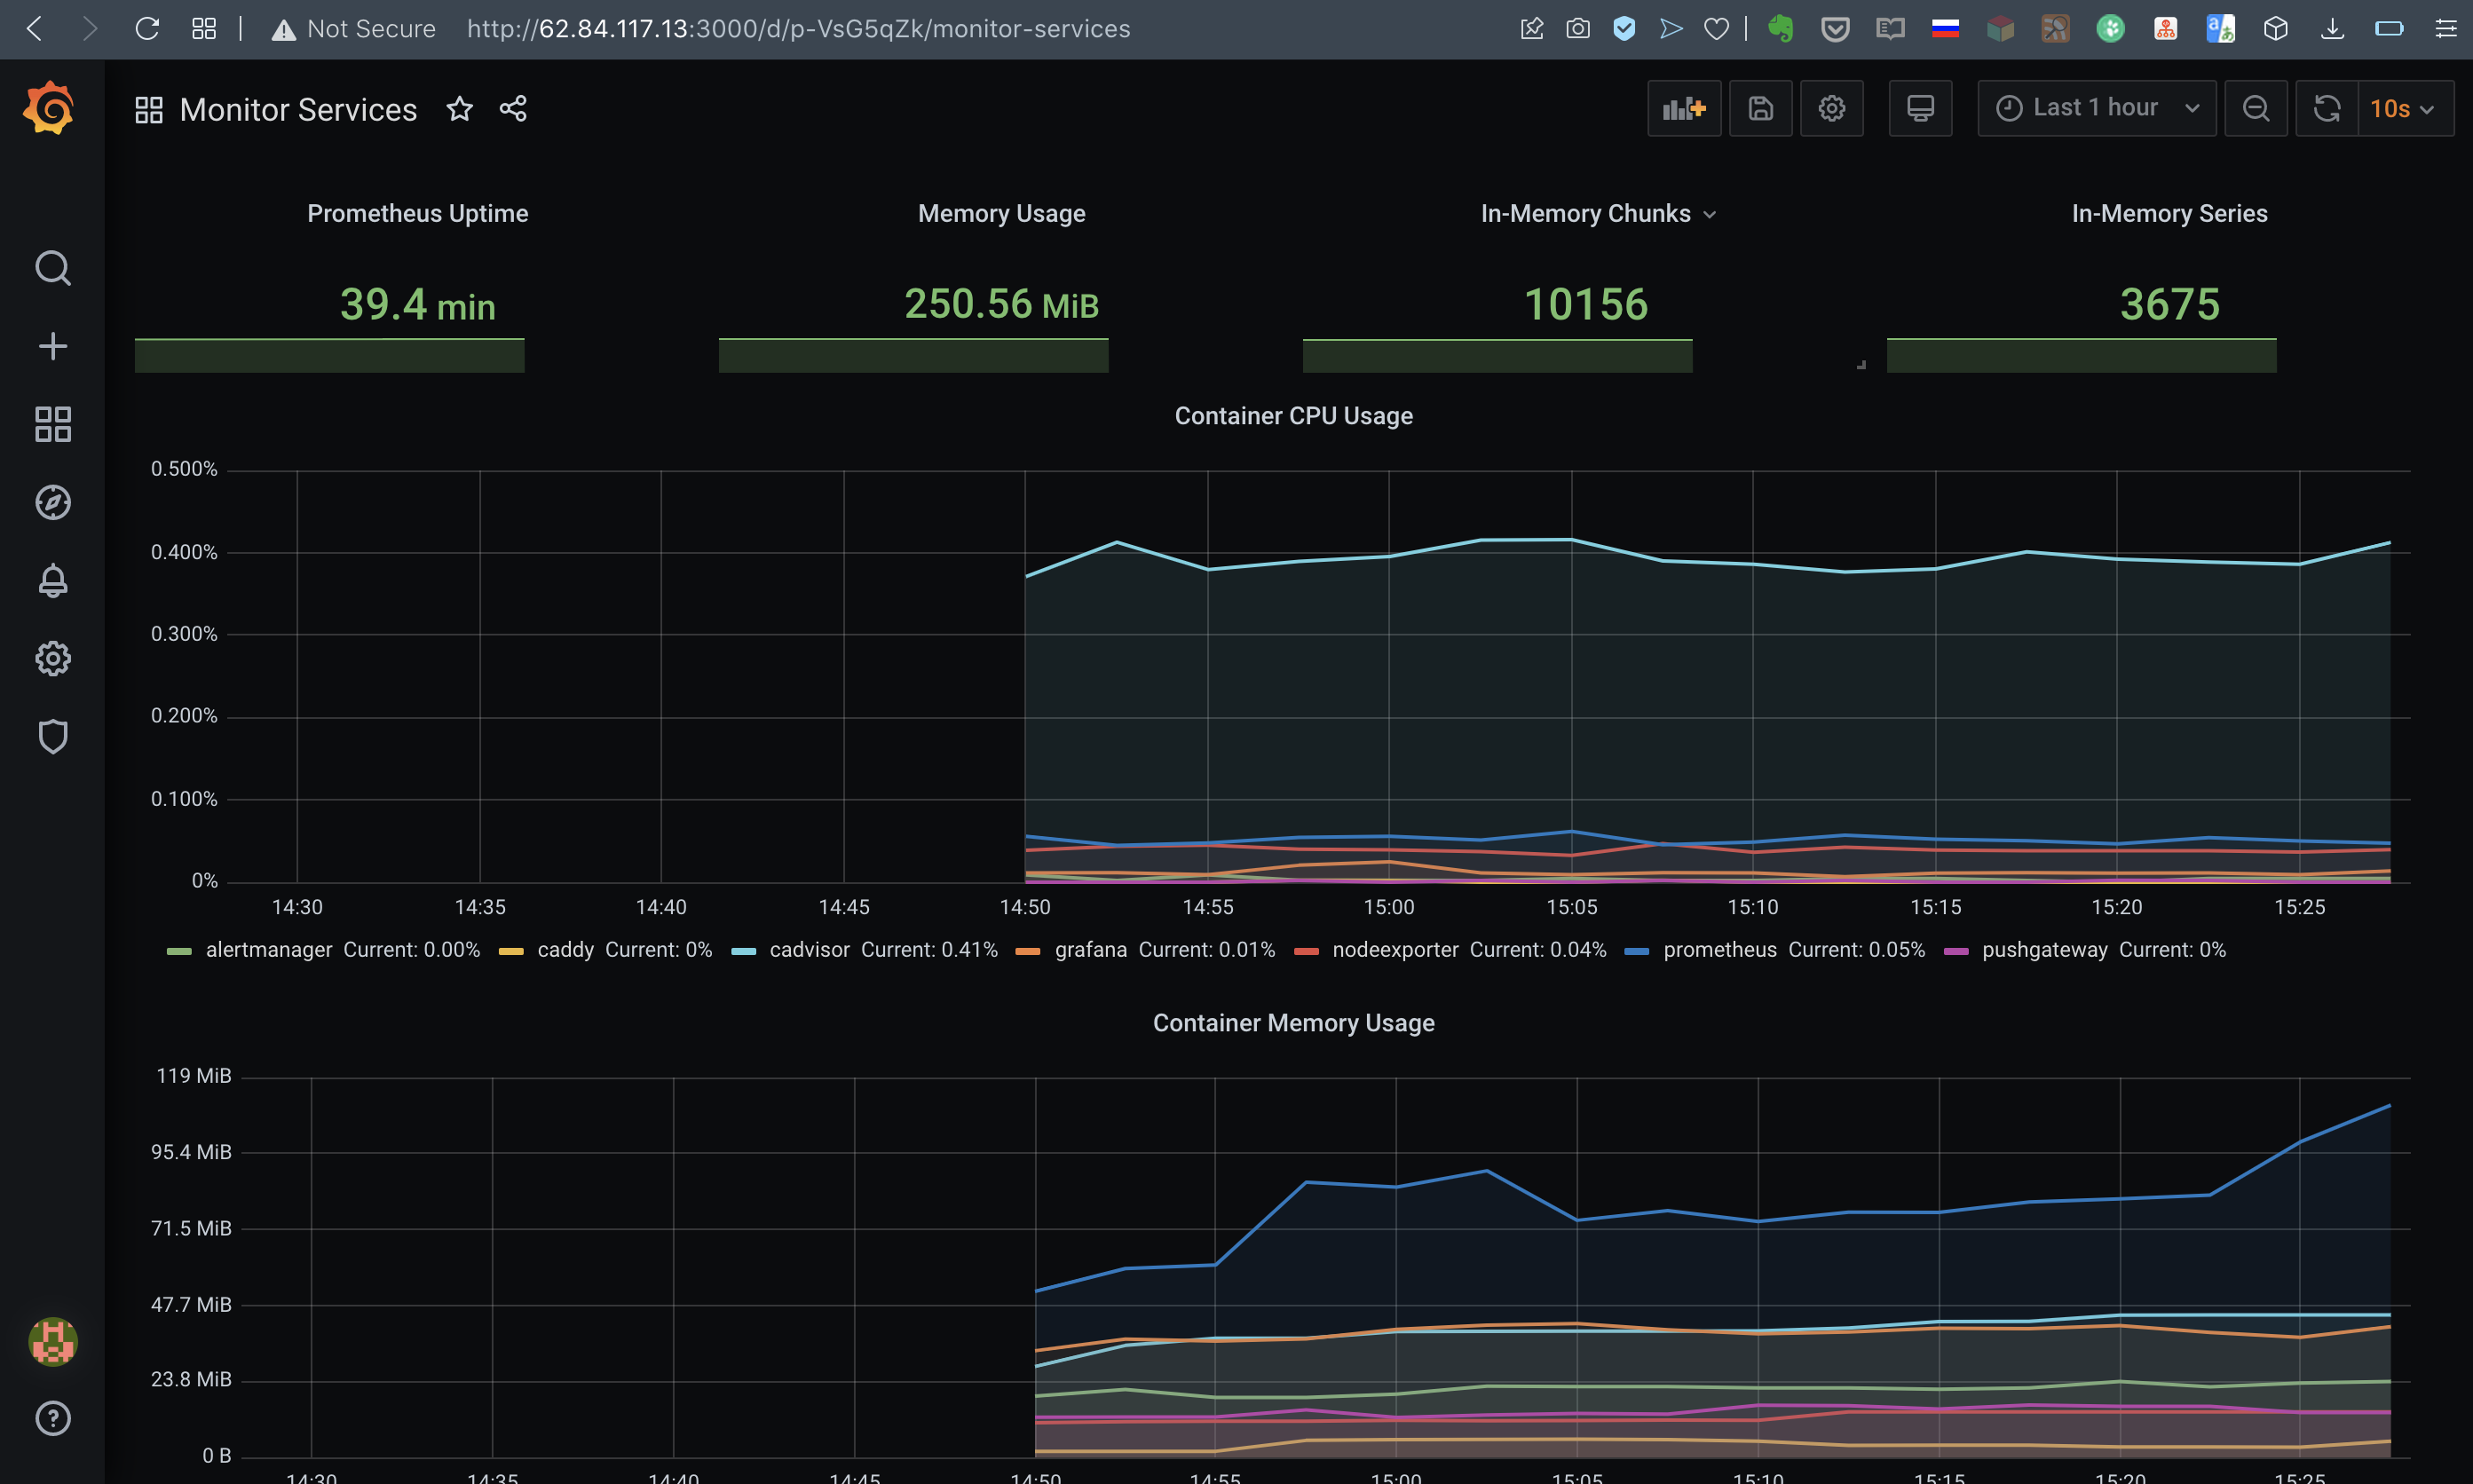 Not Secure http://62.84.117.13:3000/d/p-VsG5qZk/monitor-services
Monitor Services
Last 1 hour
10s
Prometheus Uptime
Memory Usage
In-Memory Chunks
In-Memory Series
39.4 min
250.56 MiB
10156
3675
Container CPU Usage
0.500%
0.400%
0.300%
0.200%
0.100%
0%
14:30 14:35 14:40 14:45 14:50 14:55 15:00 15:05 15:10 15:15 15:20 15:25
alertmanager Current: 0.00% caddy Current: 0% cadvisor Current: 0.41% grafana Current: 0.01% nodeexporter Current: 0.04% prometheus Current: 0.05% pushgateway Current: 0%
Container Memory Usage
119 MiB
95.4 MiB
71.5 MiB
47.7 MiB
23.8 MiB
0 B
14:30 14:35 14:40 14:45 14:50 14:55 15:00 15:05 15:10 15:15 15:20 15:25